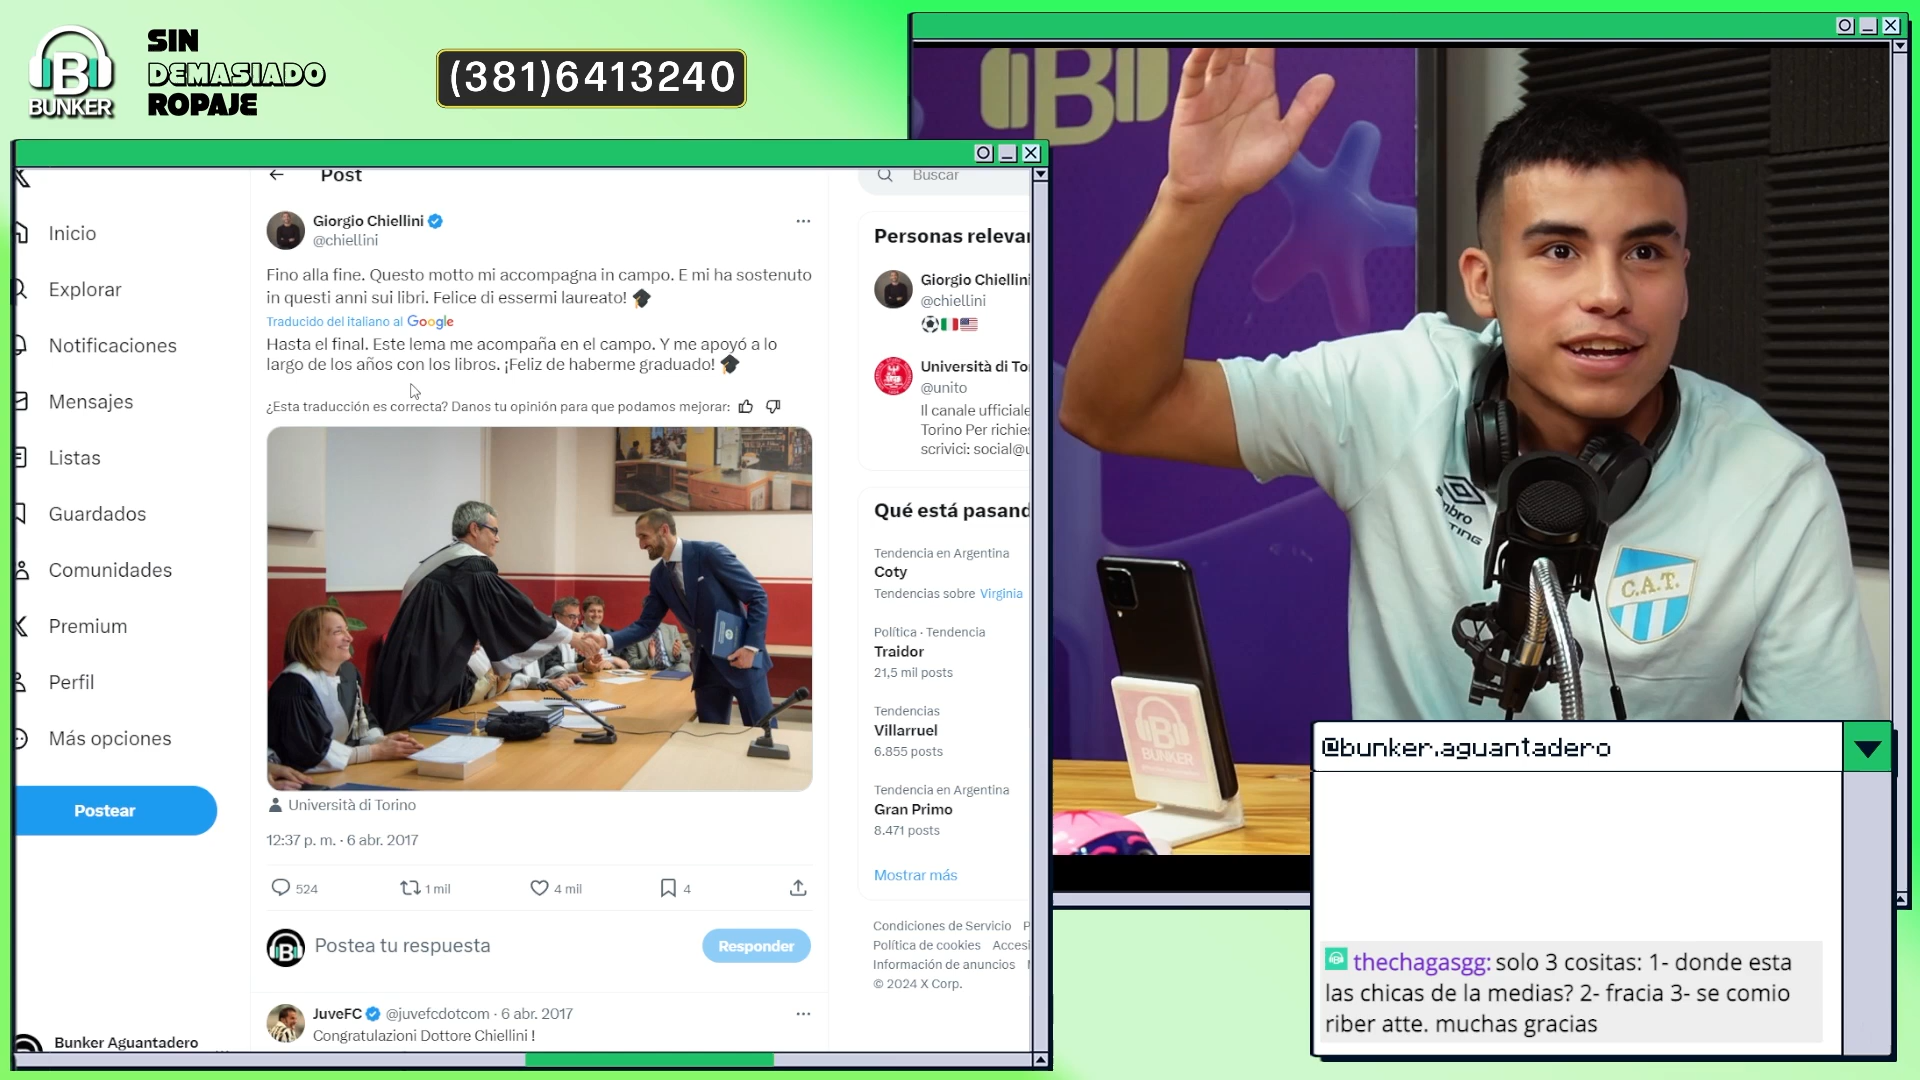 BUNKER
SIN
DEMASIADO
ROPAJE
(381)6413240
Post
Buscar
Inicio
Explorar
Notificaciones
Mensajes
Listas
Guardados
Comunidades
Premium
Perfil
Más opciones
Postear
Bunker Aguantadero
Giorgio Chiellini
@chiellini
Fino alla fine. Questo motto mi accompagna in campo. E mi ha sostenuto
in questi anni sui libri. Felice di essermi laureato! 🎓
Traducido del italiano al Google
Hasta el final. Este lema me acompaña en el campo. Y me apoyó a lo
largo de los años con los libros. ¡Feliz de haberme graduado! 🎓
¿Esta traducción es correcta? Danos tu opinión para que podamos mejorar:
Università di Torino
12:37 p. m. · 6 abr. 2017
524
1 mil
4 mil
4
Postea tu respuesta
Responder
JuveFC @juvefcdotcom · 6 abr. 2017
Congratulazioni Dottore Chiellini !
Personas relevan
Giorgio Chiellini
@chiellini
⚽🇮🇹🇺🇸
Università di To
@unito
Il canale ufficiale
Torino Per richies
scrivici: social@u
Qué está pasand
Tendencia en Argentina
Coty
Tendencias sobre Virginia
Política · Tendencia
Traidor
21,5 mil posts
Tendencias
Villarruel
6.855 posts
Tendencia en Argentina
Gran Primo
8.471 posts
Mostrar más
Condiciones de Servicio P
Política de cookies Accesi
Información de anuncios
© 2024 X Corp.
C.A.T.
BUNKER
@bunker.aguantadero
thechagasgg: solo 3 cositas: 1- donde esta
las chicas de la medias? 2- fracia 3- se comio
riber atte. muchas gracias